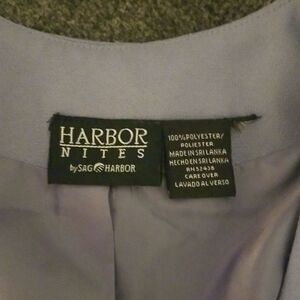 HARBOR
NITES
by SAG HARBOR
100% POLYESTER/
POLIESTER
MADE IN SRI LANKA
HECHO EN SRI LANKA
RN 52438
CARE OVER
LAVADO AL VERSO